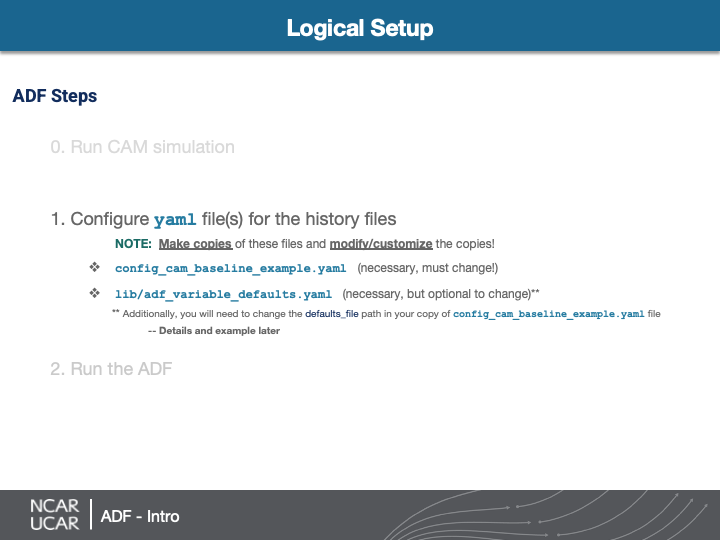 Logical Setup
ADF Steps
0. Run CAM simulation
1. Configure yaml file(s) for the history files
NOTE: Make copies of these files and modify/customize the copies!
❖ config_cam_baseline_example.yaml (necessary, must change!)
❖ lib/adf_variable_defaults.yaml (necessary, but optional to change)**
** Additionally, you will need to change the defaults_file path in your copy of config_cam_baseline_example.yaml file
-- Details and example later
2. Run the ADF
NCAR
UCAR
ADF - Intro